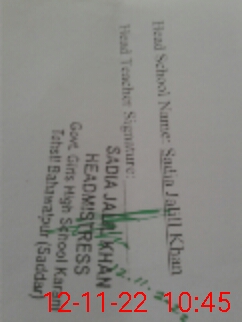 Head School Name: Sadia Jalil Khan
Head Teacher Signature:
SADIA JALIL KHAN
HEADMISTRESS
Govt. Girls High School
Tehsil Bahawalpur (Saddar)
12-11-22 10:45